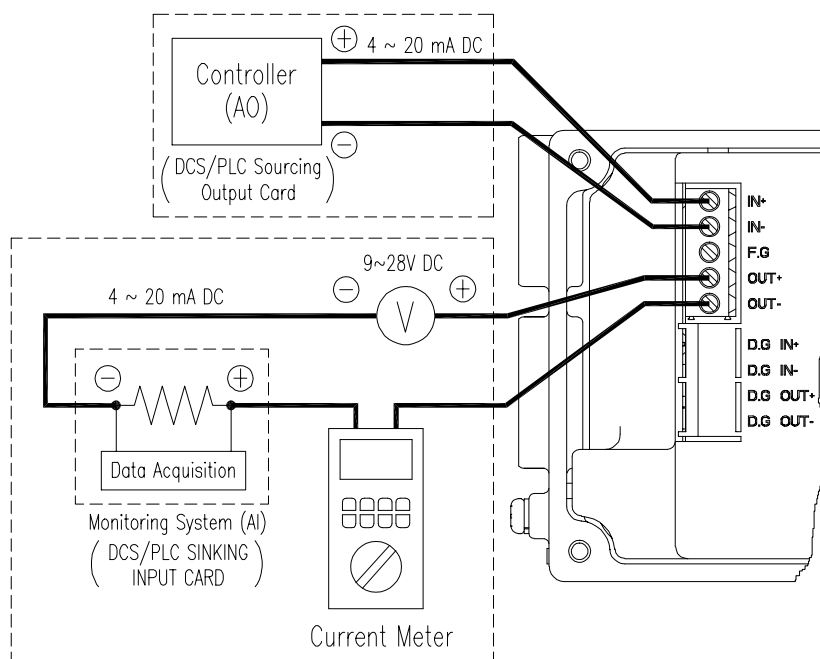 + 4 ~ 20 mA DC
Controller
(AO)
-
(DCS/PLC Sourcing
Output Card)
IN+
IN-
F.G
OUT+
OUT-
D.G IN+
D.G IN-
D.G OUT+
D.G OUT-
9~28V DC
4 ~ 20 mA DC
- V +
- +
Data Acquisition
Monitoring System (AI)
(DCS/PLC SINKING
INPUT CARD)
Current Meter